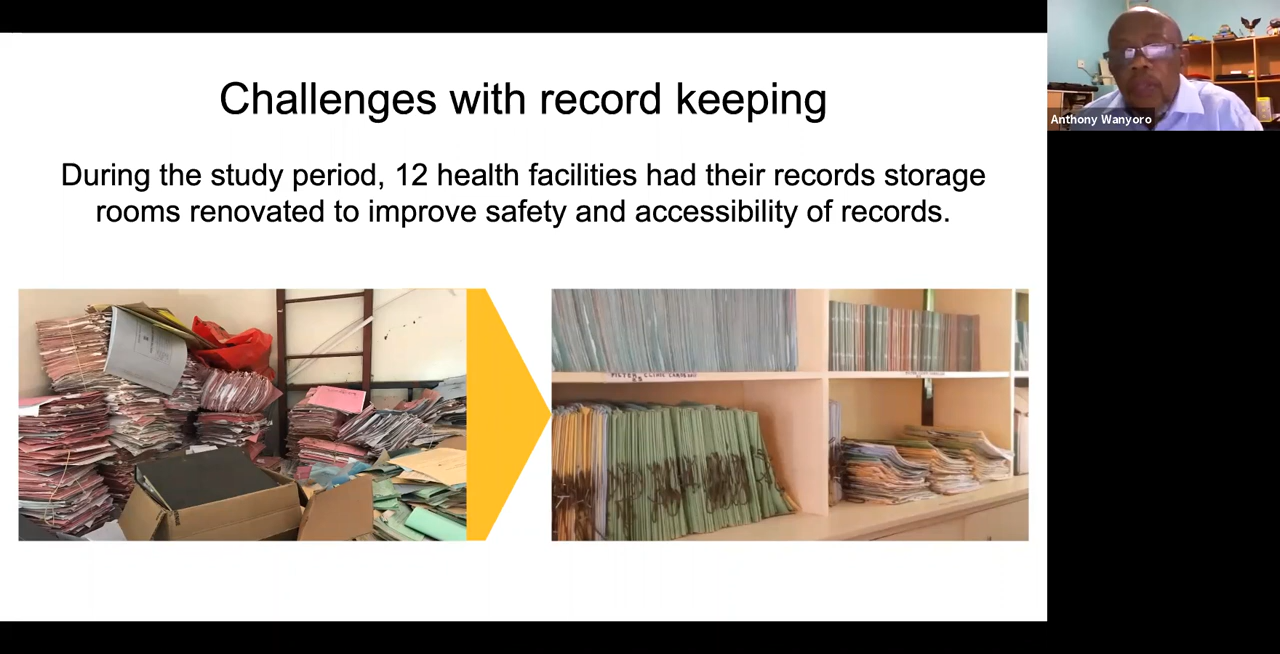 Challenges with record keeping
Anthony Wanyoro
During the study period, 12 health facilities had their records storage
rooms renovated to improve safety and accessibility of records.